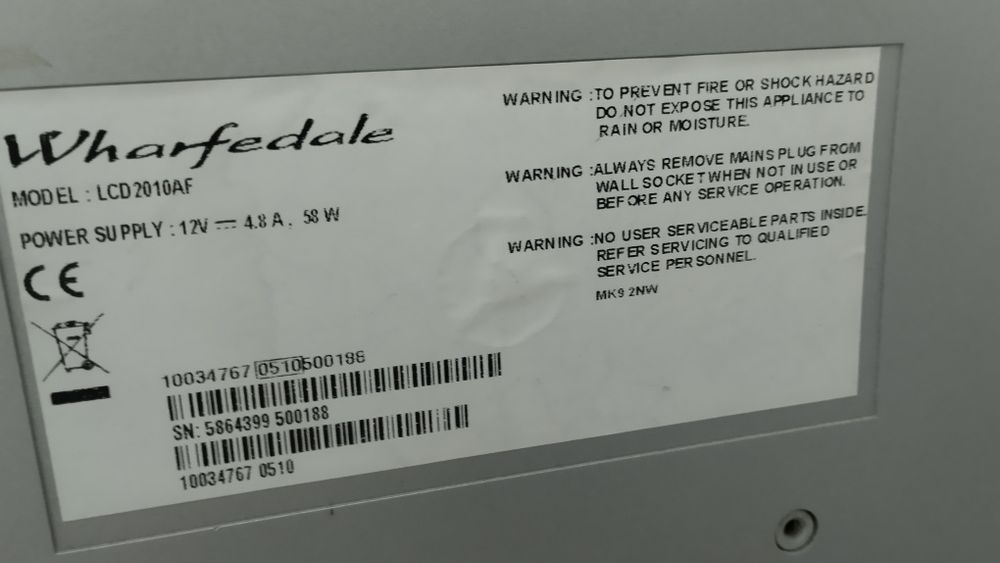 Wharfedale
MODEL : LCD2010AF
POWER SUPPLY : 12V ⎓ 4.8 A , 58 W
CE
WARNING :TO PREVENT FIRE OR SHOCK HAZARD
DO NOT EXPOSE THIS APPLIANCE TO
RAIN OR MOISTURE.
WARNING :ALWAYS REMOVE MAINS PLUG FROM
WALL SOCKET WHEN NOT IN USE OR
BEFORE ANY SERVICE OPERATION.
WARNING :NO USER SERVICEABLE PARTS INSIDE.
REFER SERVICING TO QUALIFIED
SERVICE PERSONNEL.
MK9 2NW
10034767 0510500188
SN: 5864399 500188
10034767 0510